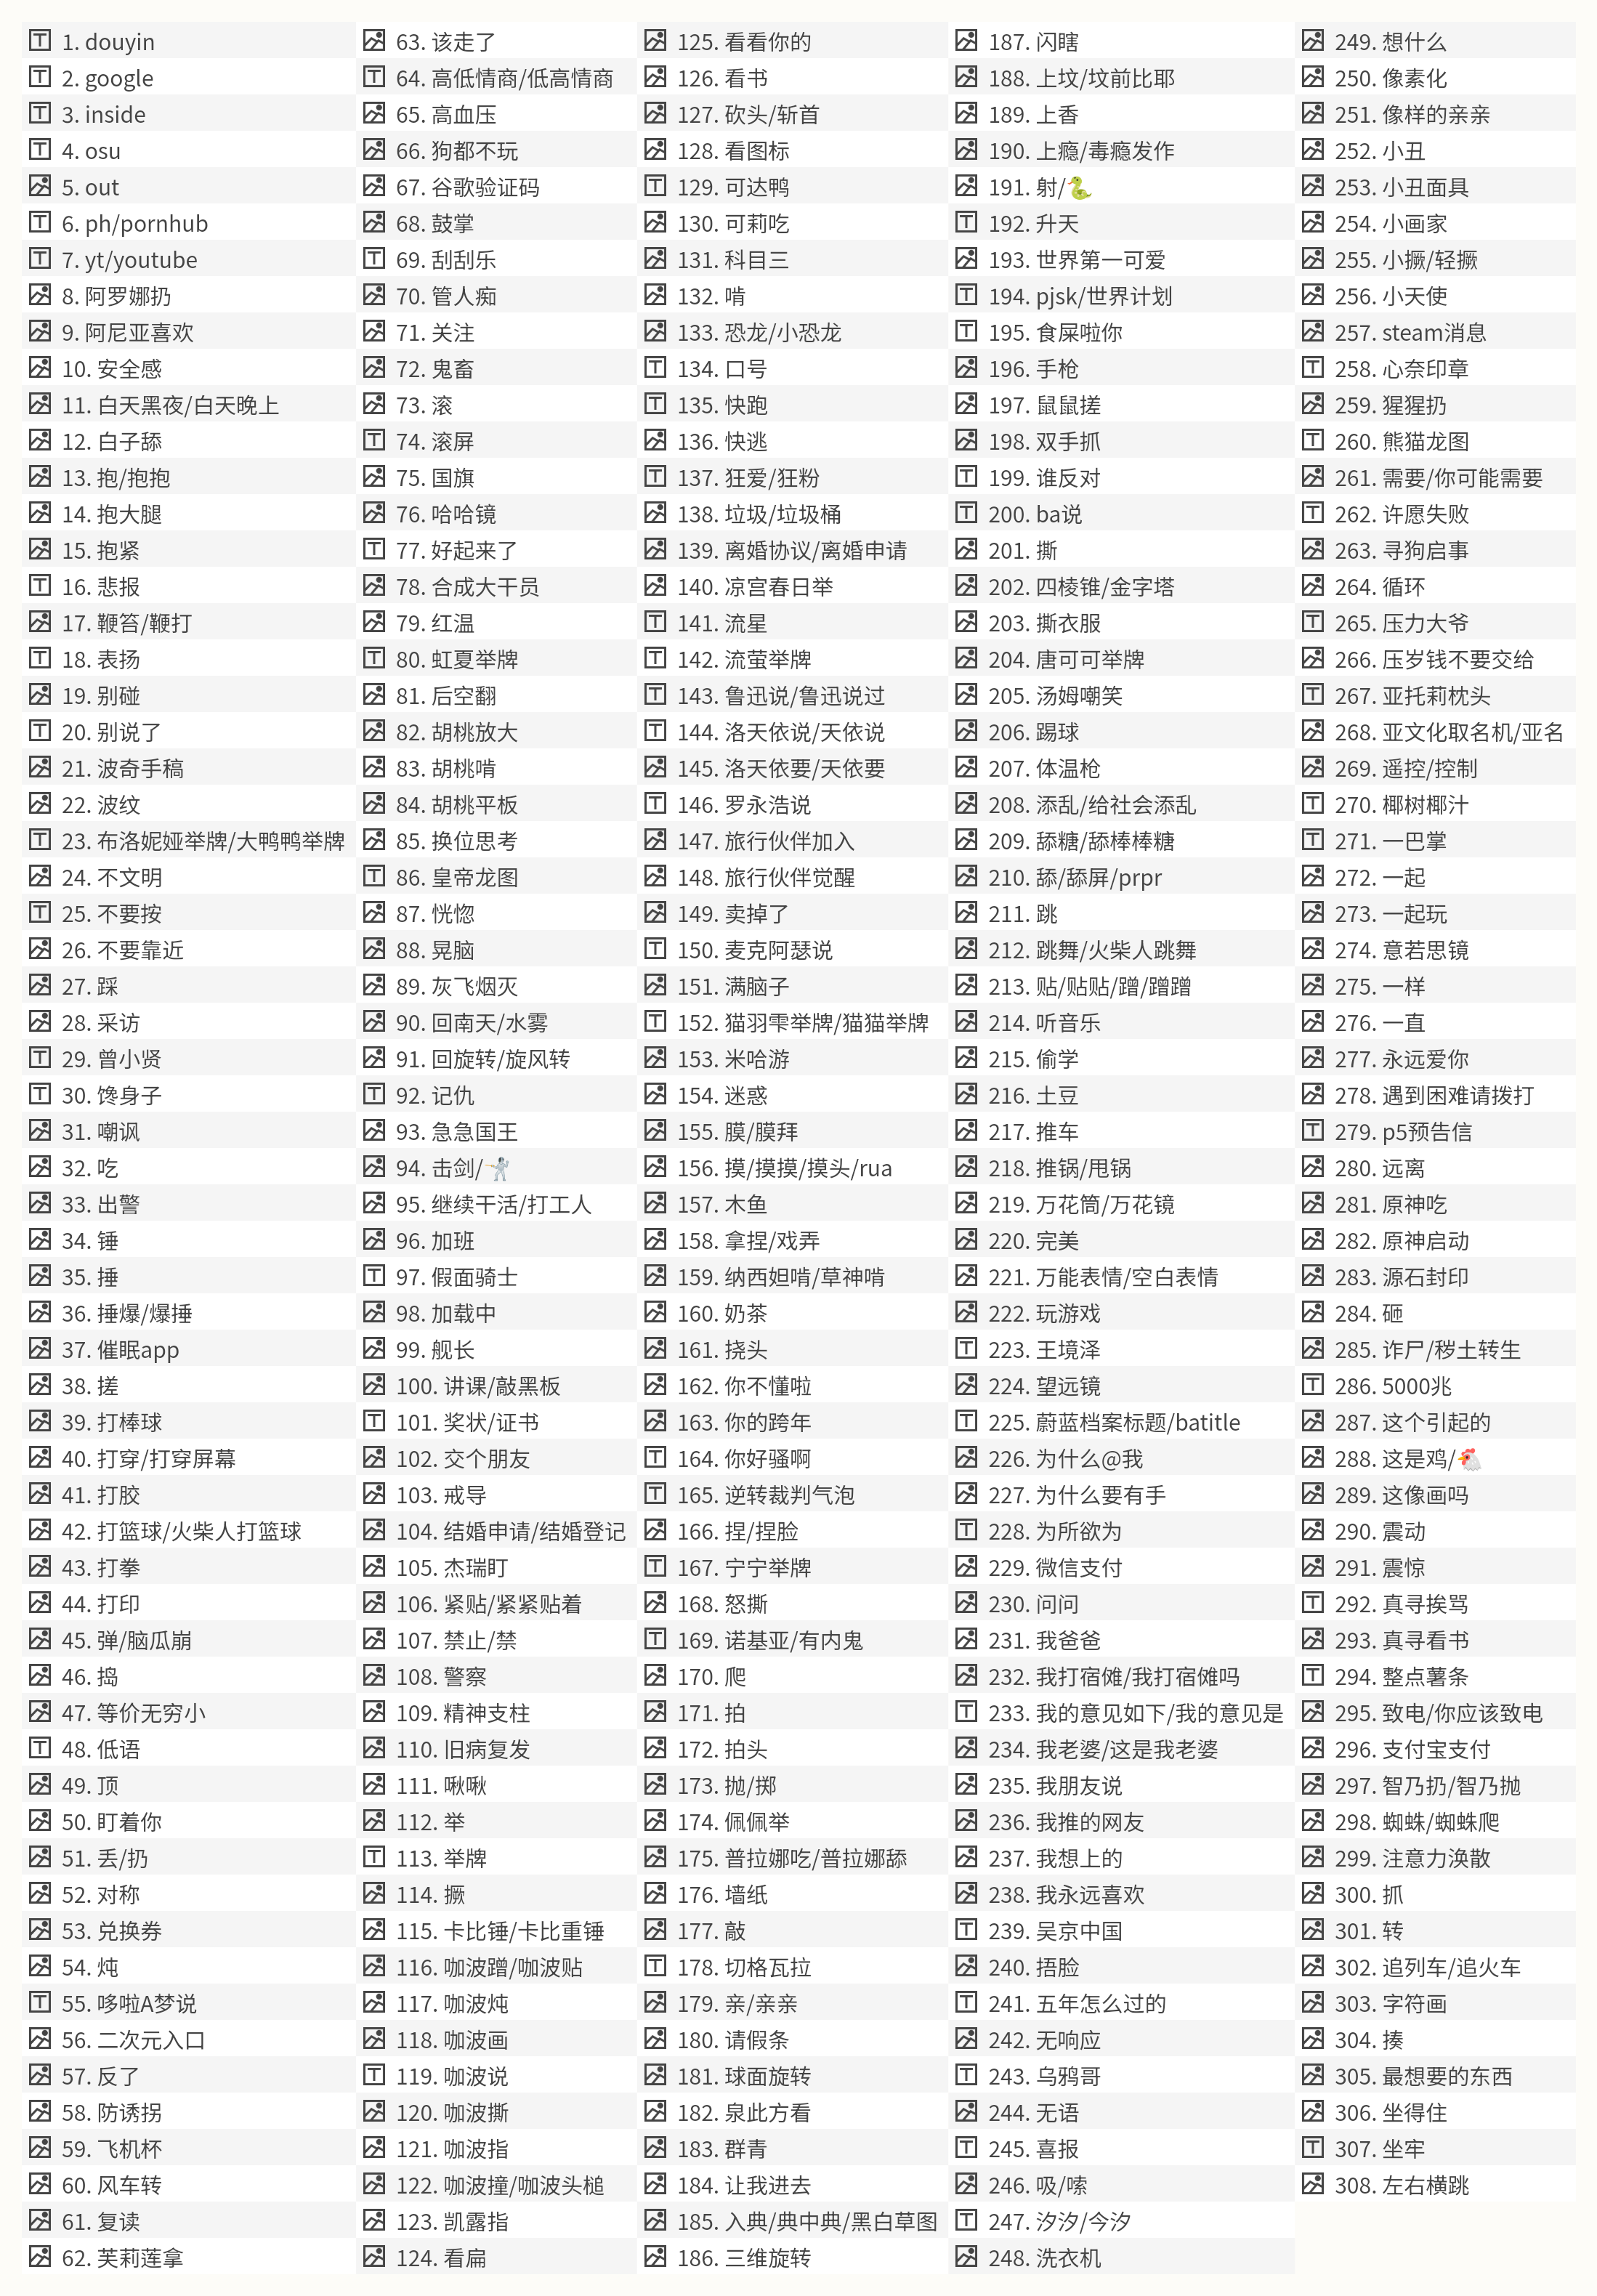 1. douyin
2. google
3. inside
4. osu
5. out
6. ph/pornhub
7. yt/youtube
8. 阿罗娜扔
9. 阿尼亚喜欢
10. 安全感
11. 白天黑夜/白天晚上
12. 白子舔
13. 抱/抱抱
14. 抱大腿
15. 抱紧
16. 悲报
17. 鞭笞/鞭打
18. 表扬
19. 别碰
20. 别说了
21. 波奇手稿
22. 波纹
23. 布洛妮娅举牌/大鸭鸭举牌
24. 不文明
25. 不要按
26. 不要靠近
27. 踩
28. 采访
29. 曾小贤
30. 馋身子
31. 嘲讽
32. 吃
33. 出警
34. 锤
35. 捶
36. 捶爆/爆捶
37. 催眠app
38. 搓
39. 打棒球
40. 打穿/打穿屏幕
41. 打胶
42. 打篮球/火柴人打篮球
43. 打拳
44. 打印
45. 弹/脑瓜崩
46. 捣
47. 等价无穷小
48. 低语
49. 顶
50. 盯着你
51. 丢/扔
52. 对称
53. 兑换券
54. 炖
55. 哆啦A梦说
56. 二次元入口
57. 反了
58. 防诱拐
59. 飞机杯
60. 风车转
61. 复读
62. 芙莉莲拿
63. 该走了
64. 高低情商/低高情商
65. 高血压
66. 狗都不玩
67. 谷歌验证码
68. 鼓掌
69. 刮刮乐
70. 管人痴
71. 关注
72. 鬼畜
73. 滚
74. 滚屏
75. 国旗
76. 哈哈镜
77. 好起来了
78. 合成大干员
79. 红温
80. 虹夏举牌
81. 后空翻
82. 胡桃放大
83. 胡桃啃
84. 胡桃平板
85. 换位思考
86. 皇帝龙图
87. 恍惚
88. 晃脑
89. 灰飞烟灭
90. 回南天/水雾
91. 回旋转/旋风转
92. 记仇
93. 急急国王
94. 击剑/🤺
95. 继续干活/打工人
96. 加班
97. 假面骑士
98. 加载中
99. 舰长
100. 讲课/敲黑板
101. 奖状/证书
102. 交个朋友
103. 戒导
104. 结婚申请/结婚登记
105. 杰瑞盯
106. 紧贴/紧紧贴着
107. 禁止/禁
108. 警察
109. 精神支柱
110. 旧病复发
111. 啾啾
112. 举
113. 举牌
114. 撅
115. 卡比锤/卡比重锤
116. 咖波蹭/咖波贴
117. 咖波炖
118. 咖波画
119. 咖波说
120. 咖波撕
121. 咖波指
122. 咖波撞/咖波头槌
123. 凯露指
124. 看扁
125. 看看你的
126. 看书
127. 砍头/斩首
128. 看图标
129. 可达鸭
130. 可莉吃
131. 科目三
132. 啃
133. 恐龙/小恐龙
134. 口号
135. 快跑
136. 快逃
137. 狂爱/狂粉
138. 垃圾/垃圾桶
139. 离婚协议/离婚申请
140. 凉宫春日举
141. 流星
142. 流萤举牌
143. 鲁迅说/鲁迅说过
144. 洛天依说/天依说
145. 洛天依要/天依要
146. 罗永浩说
147. 旅行伙伴加入
148. 旅行伙伴觉醒
149. 卖掉了
150. 麦克阿瑟说
151. 满脑子
152. 猫羽雫举牌/猫猫举牌
153. 米哈游
154. 迷惑
155. 膜/膜拜
156. 摸/摸摸/摸头/rua
157. 木鱼
158. 拿捏/戏弄
159. 纳西妲啃/草神啃
160. 奶茶
161. 挠头
162. 你不懂啦
163. 你的跨年
164. 你好骚啊
165. 逆转裁判气泡
166. 捏/捏脸
167. 宁宁举牌
168. 怒撕
169. 诺基亚/有内鬼
170. 爬
171. 拍
172. 拍头
173. 抛/掷
174. 佩佩举
175. 普拉娜吃/普拉娜舔
176. 墙纸
177. 敲
178. 切格瓦拉
179. 亲/亲亲
180. 请假条
181. 球面旋转
182. 泉此方看
183. 群青
184. 让我进去
185. 入典/典中典/黑白草图
186. 三维旋转
187. 闪瞎
188. 上坟/坟前比耶
189. 上香
190. 上瘾/毒瘾发作
191. 射/🐍
192. 升天
193. 世界第一可爱
194. pjsk/世界计划
195. 食屎啦你
196. 手枪
197. 鼠鼠搓
198. 双手抓
199. 谁反对
200. ba说
201. 撕
202. 四棱锥/金字塔
203. 撕衣服
204. 唐可可举牌
205. 汤姆嘲笑
206. 踢球
207. 体温枪
208. 添乱/给社会添乱
209. 舔糖/舔棒棒糖
210. 舔/舔屏/prpr
211. 跳
212. 跳舞/火柴人跳舞
213. 贴/贴贴/蹭/蹭蹭
214. 听音乐
215. 偷学
216. 土豆
217. 推车
218. 推锅/甩锅
219. 万花筒/万花镜
220. 完美
221. 万能表情/空白表情
222. 玩游戏
223. 王境泽
224. 望远镜
225. 蔚蓝档案标题/batitle
226. 为什么@我
227. 为什么要有手
228. 为所欲为
229. 微信支付
230. 问问
231. 我爸爸
232. 我打宿傩/我打宿傩吗
233. 我的意见如下/我的意见是
234. 我老婆/这是我老婆
235. 我朋友说
236. 我推的网友
237. 我想上的
238. 我永远喜欢
239. 吴京中国
240. 捂脸
241. 五年怎么过的
242. 无响应
243. 乌鸦哥
244. 无语
245. 喜报
246. 吸/嗦
247. 汐汐/今汐
248. 洗衣机
249. 想什么
250. 像素化
251. 像样的亲亲
252. 小丑
253. 小丑面具
254. 小画家
255. 小撅/轻撅
256. 小天使
257. steam消息
258. 心奈印章
259. 猩猩扔
260. 熊猫龙图
261. 需要/你可能需要
262. 许愿失败
263. 寻狗启事
264. 循环
265. 压力大爷
266. 压岁钱不要交给
267. 亚托莉枕头
268. 亚文化取名机/亚名
269. 遥控/控制
270. 椰树椰汁
271. 一巴掌
272. 一起
273. 一起玩
274. 意若思镜
275. 一样
276. 一直
277. 永远爱你
278. 遇到困难请拨打
279. p5预告信
280. 远离
281. 原神吃
282. 原神启动
283. 源石封印
284. 砸
285. 诈尸/秽土转生
286. 5000兆
287. 这个引起的
288. 这是鸡/🐔
289. 这像画吗
290. 震动
291. 震惊
292. 真寻挨骂
293. 真寻看书
294. 整点薯条
295. 致电/你应该致电
296. 支付宝支付
297. 智乃扔/智乃抛
298. 蜘蛛/蜘蛛爬
299. 注意力涣散
300. 抓
301. 转
302. 追列车/追火车
303. 字符画
304. 揍
305. 最想要的东西
306. 坐得住
307. 坐牢
308. 左右横跳